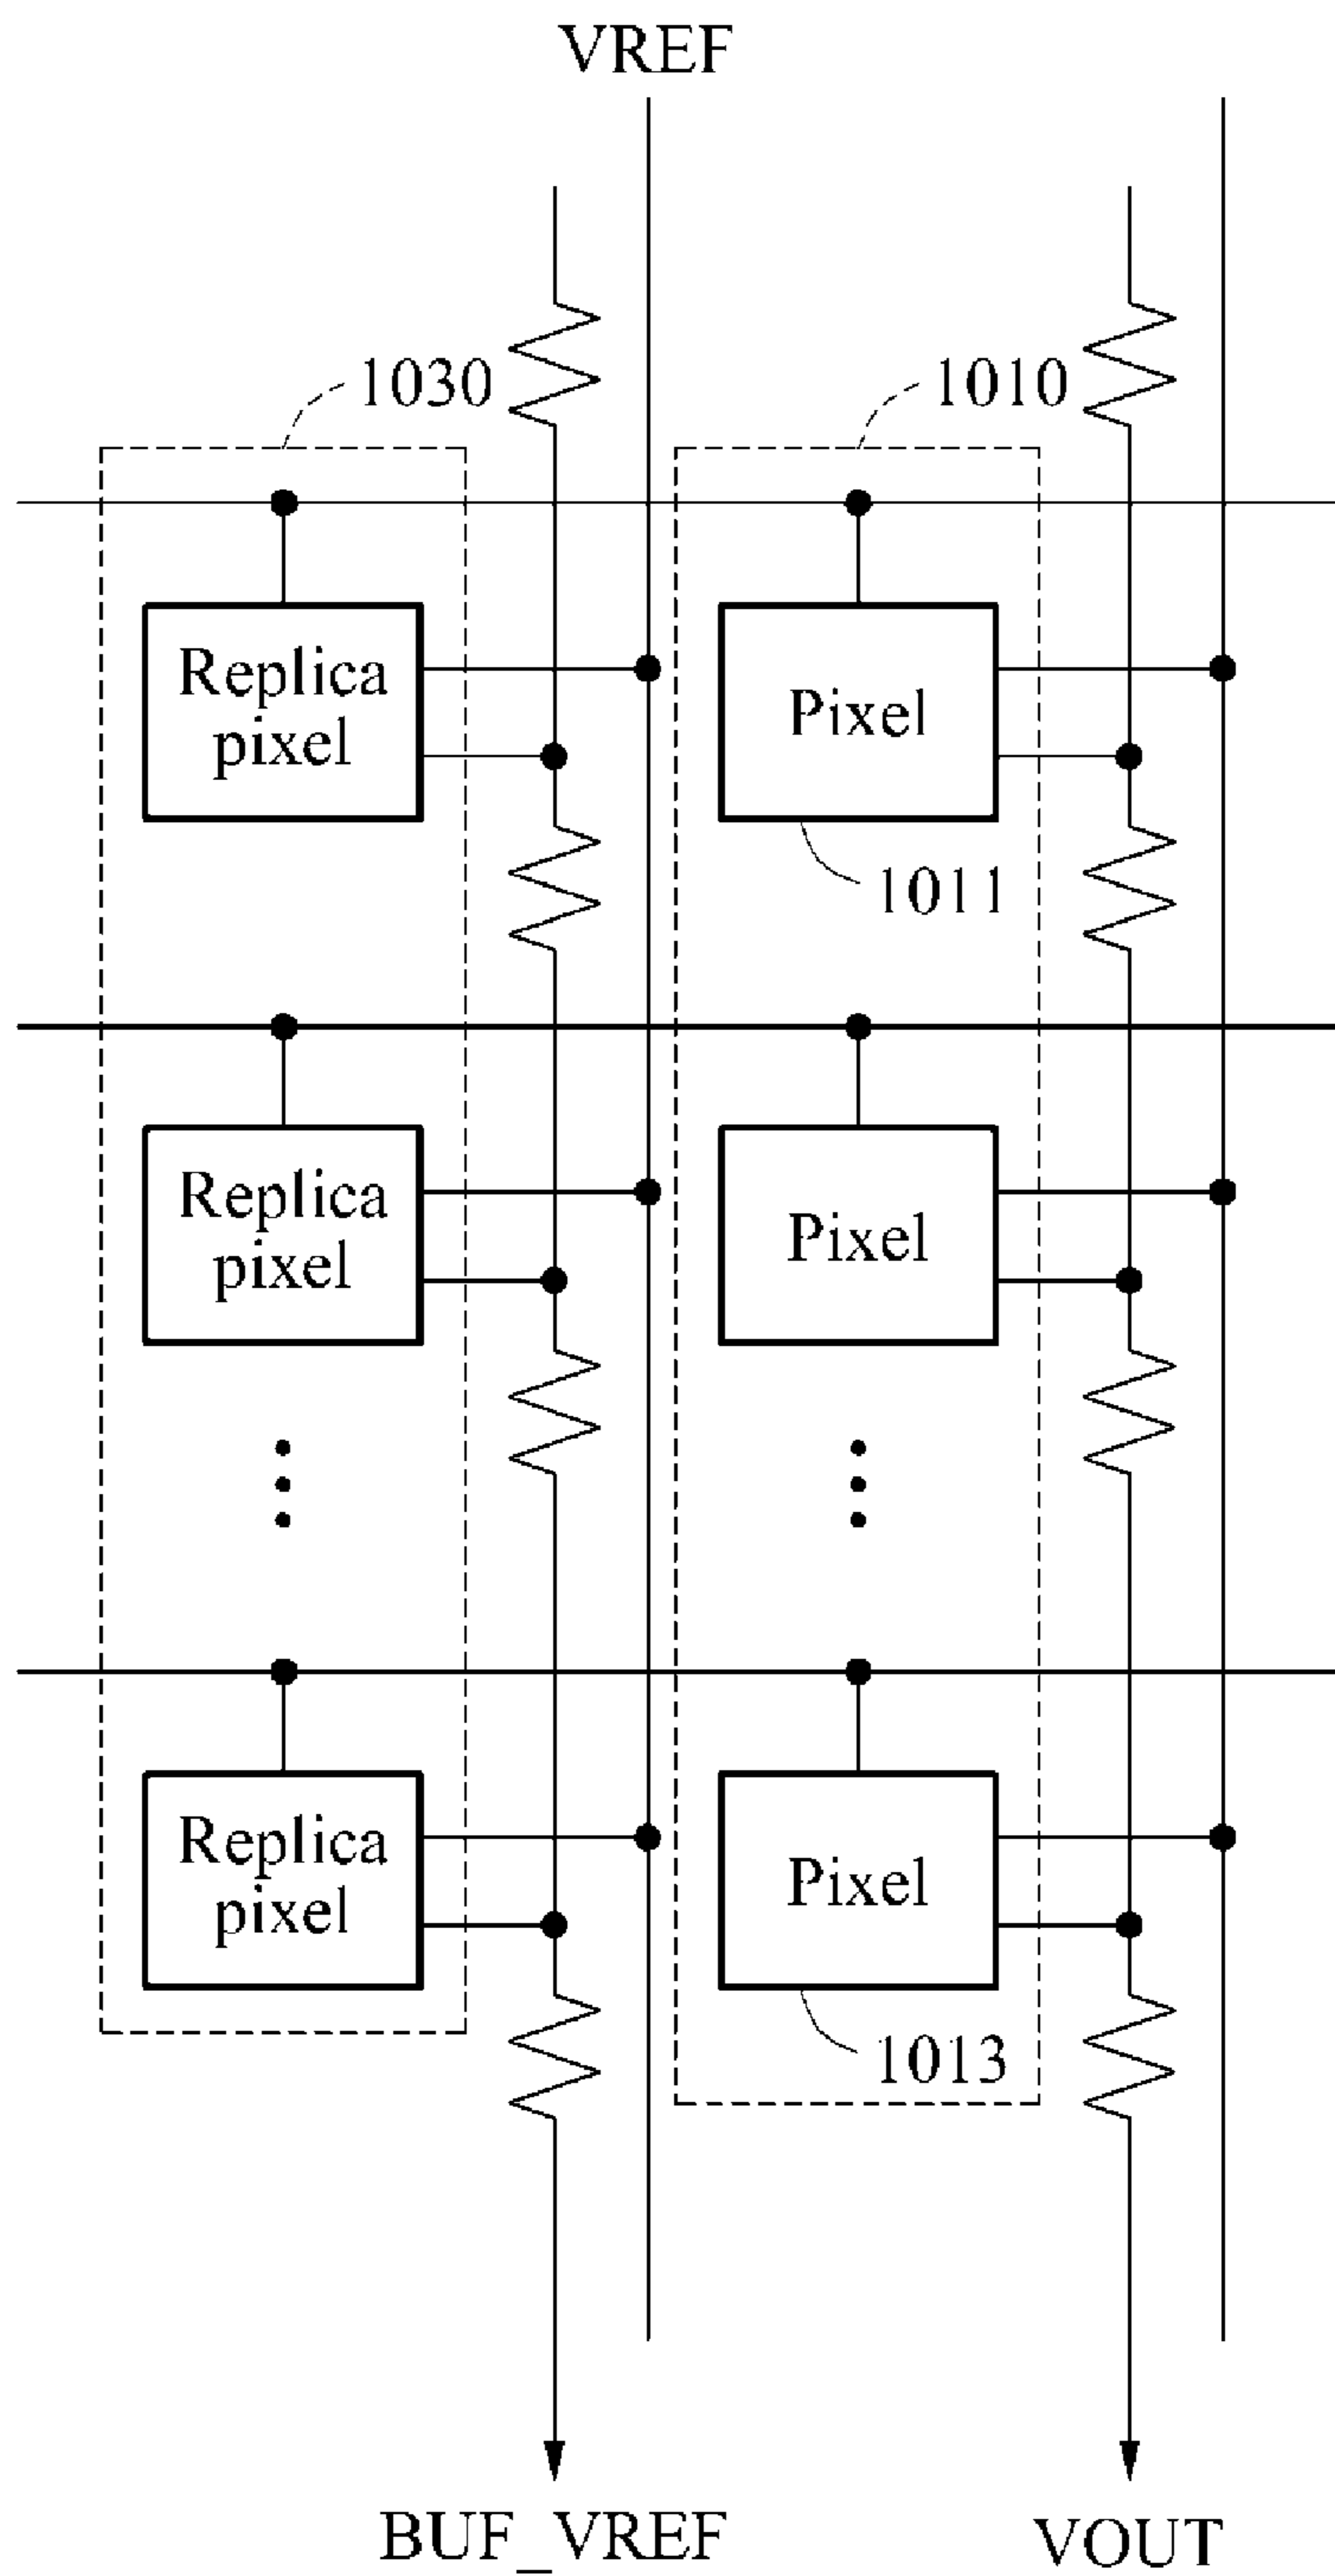 VREF
1030
1010
Replica
pixel
Pixel
1011
Replica
pixel
Pixel
Replica
pixel
Pixel
1013
BUF_VREF
VOUT